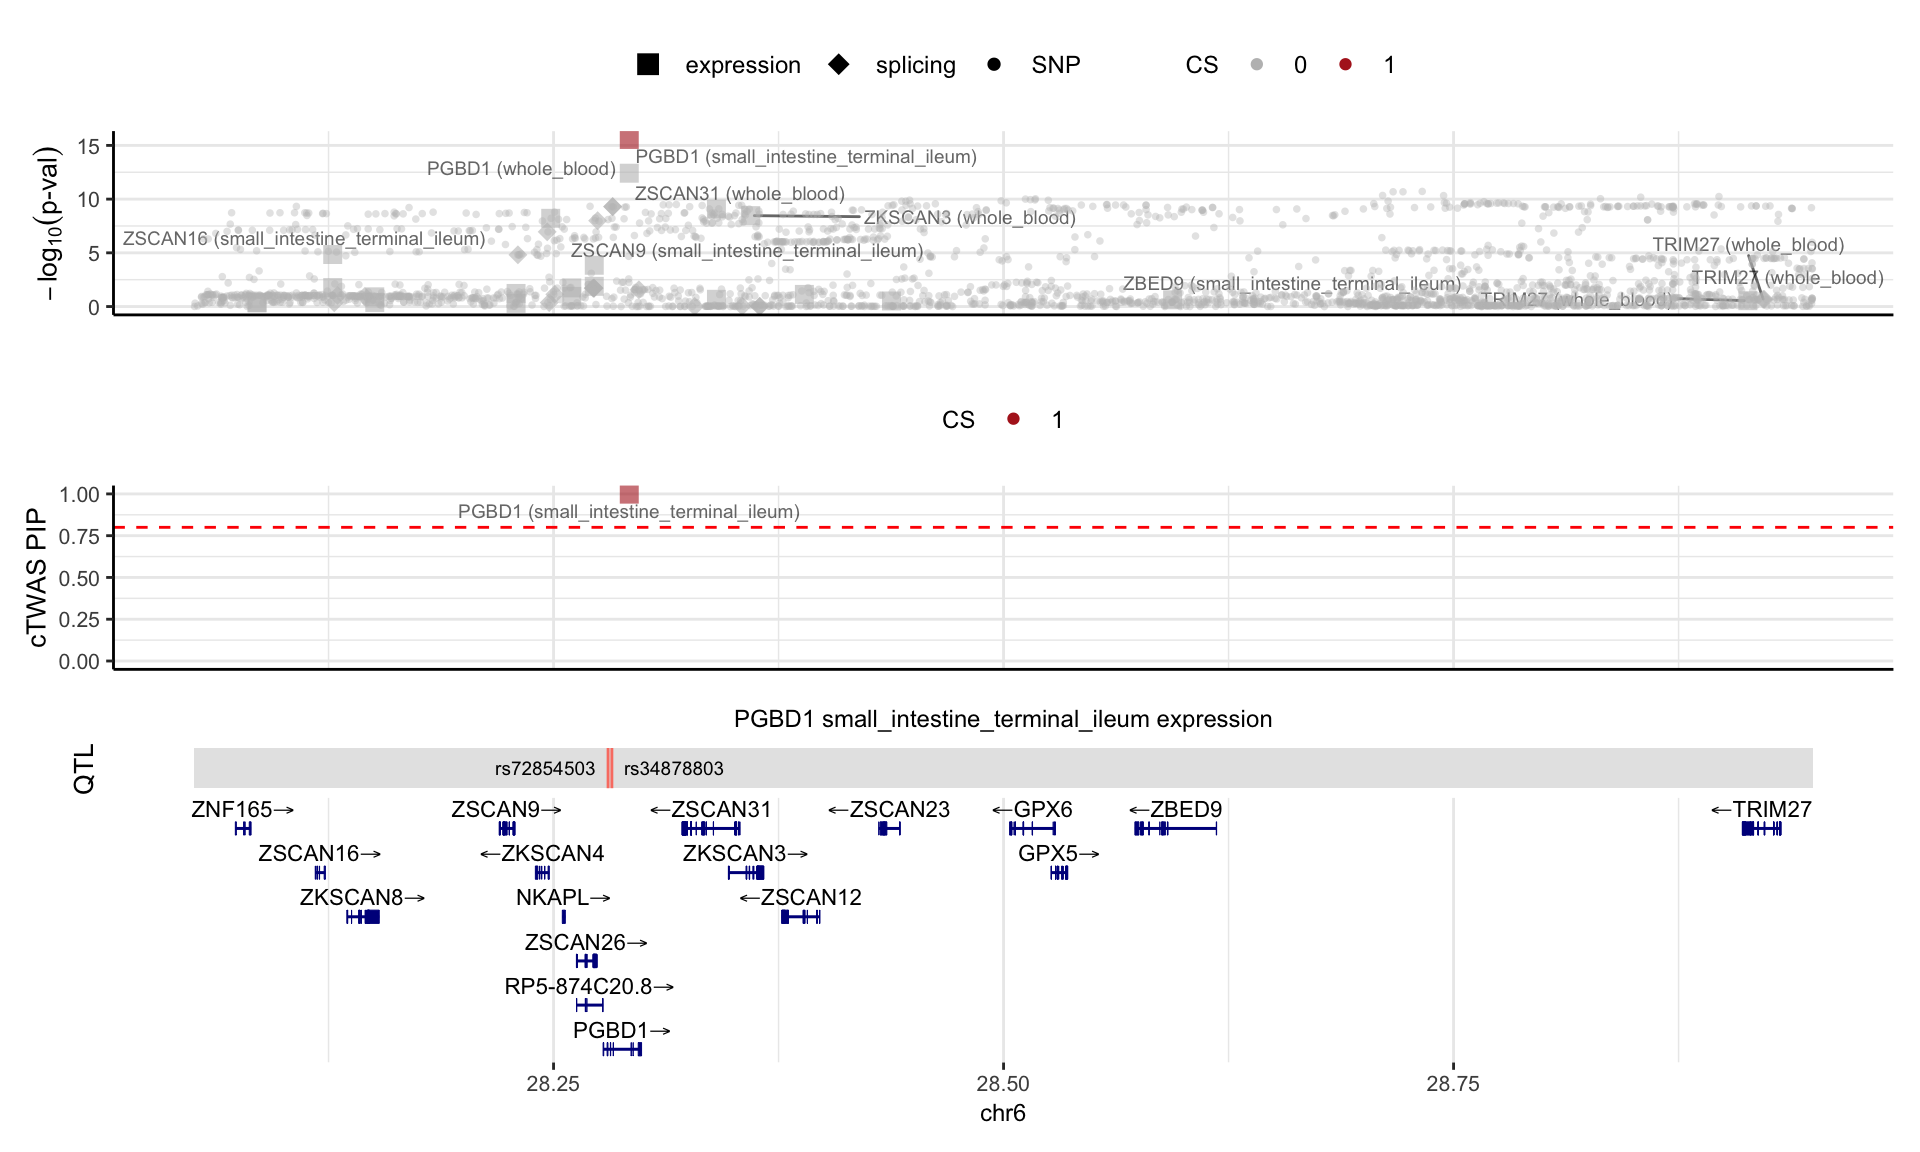 expression splicing SNP CS 0 1
−log10(p-val)
15
10
5
0
PGBD1 (small_intestine_terminal_ileum)
PGBD1 (whole_blood)
ZSCAN31 (whole_blood)
ZKSCAN3 (whole_blood)
ZSCAN16 (small_intestine_terminal_ileum)
ZSCAN9 (small_intestine_terminal_ileum)
TRIM27 (whole_blood)
TRIM27 (whole_blood)
ZBED9 (small_intestine_terminal_ileum)
TRIM27 (whole_blood)
CS 1
cTWAS PIP
1.00
0.75
0.50
0.25
0.00
PGBD1 (small_intestine_terminal_ileum)
PGBD1 small_intestine_terminal_ileum expression
QTL
rs72854503 rs34878803
ZNF165→ ZSCAN9→ ←ZSCAN31 ←ZSCAN23 ←GPX6 ←ZBED9 ←TRIM27
ZSCAN16→ ←ZKSCAN4 ZKSCAN3→ GPX5→
ZKSCAN8→ NKAPL→ ←ZSCAN12
ZSCAN26→
RP5-874C20.8→
PGBD1→
28.25 28.50 28.75
chr6